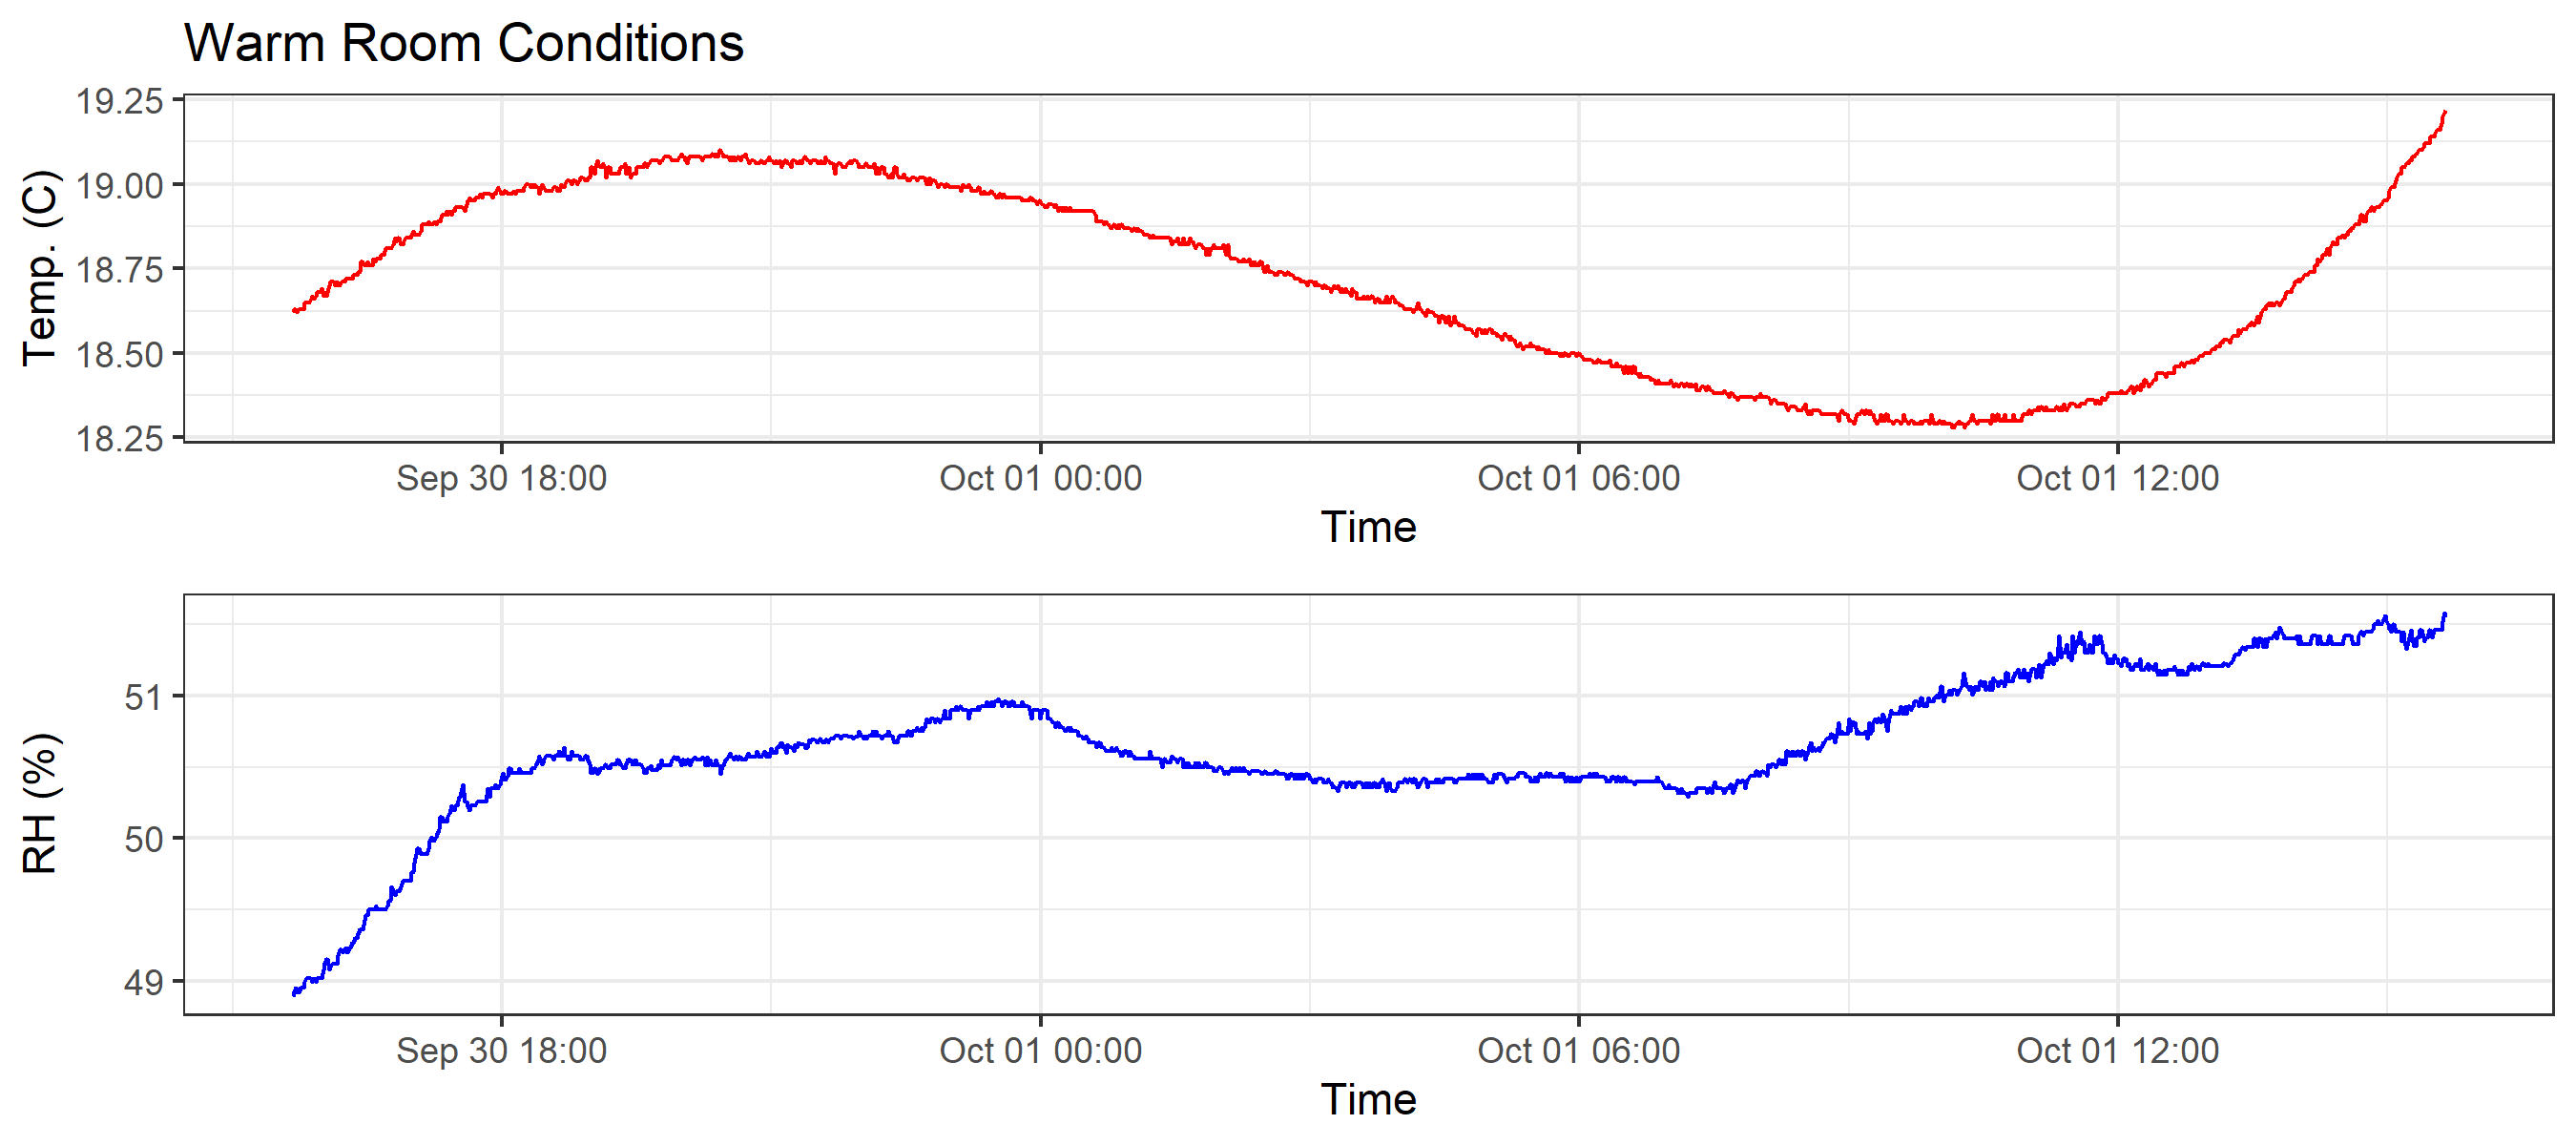 Warm Room Conditions
Temp. (C)
19.25
19.00
18.75
18.50
18.25
Sep 30 18:00 Oct 01 00:00 Oct 01 06:00 Oct 01 12:00
Time
RH (%)
51
50
49
Sep 30 18:00 Oct 01 00:00 Oct 01 06:00 Oct 01 12:00
Time